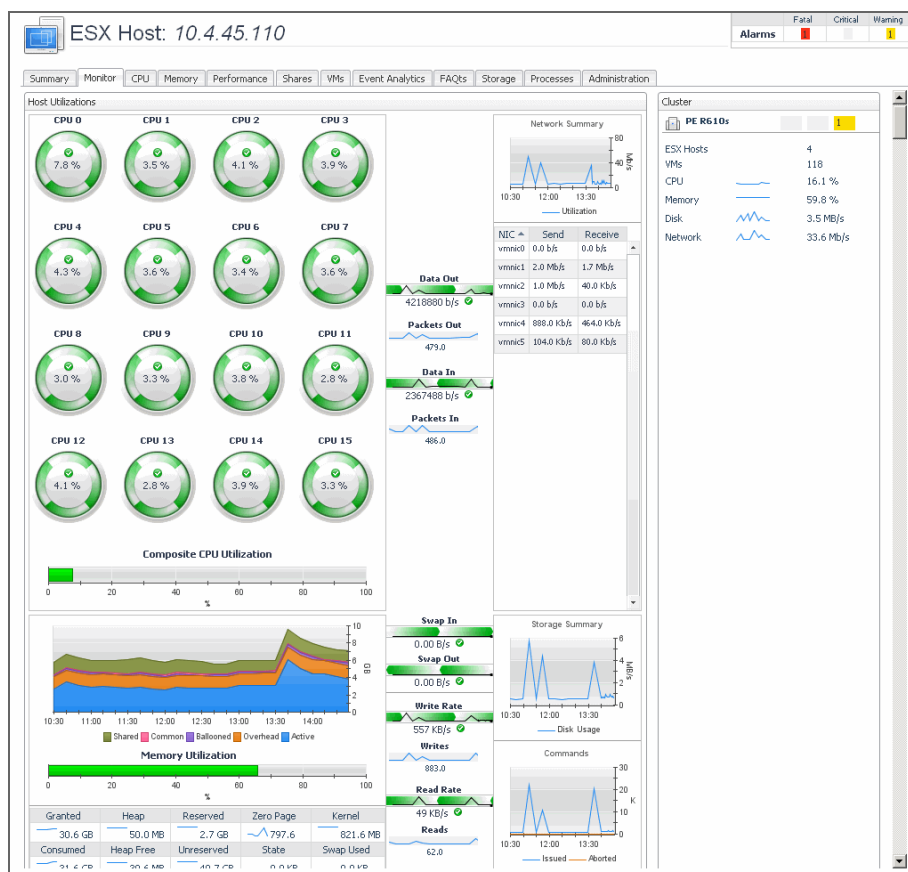 ESX Host: 10.4.45.110
Fatal Critical Warning
Alarms 1 1
Summary Monitor CPU Memory Performance Shares VMs Event Analytics FAQts Storage Processes Administration
Host Utilizations
CPU 0 CPU 1 CPU 2 CPU 3
7.8 % 3.5 % 4.1 % 3.9 %
CPU 4 CPU 5 CPU 6 CPU 7
4.3 % 3.6 % 3.4 % 3.6 %
CPU 8 CPU 9 CPU 10 CPU 11
3.0 % 3.3 % 3.8 % 2.8 %
CPU 12 CPU 13 CPU 14 CPU 15
4.1 % 2.8 % 3.9 % 3.3 %
Composite CPU Utilization
0 20 40 60 80 100
%
Data Out
4218880 b/s
Packets Out
479.0
Data In
2367488 b/s
Packets In
486.0
Network Summary
80
40
0
Mb/s
10:30 12:00 13:30
Utilization
NIC Send Receive
vmnic0 0.0 b/s 0.0 b/s
vmnic1 2.0 Mb/s 1.7 Mb/s
vmnic2 1.0 Mb/s 40.0 Kb/s
vmnic3 0.0 b/s 0.0 b/s
vmnic4 888.0 Kb/s 464.0 Kb/s
vmnic5 104.0 Kb/s 80.0 Kb/s
Cluster
PE R610s 1
ESX Hosts 4
VMs 118
CPU 16.1 %
Memory 59.8 %
Disk 3.5 MB/s
Network 33.6 Mb/s
10
8
6
4
2
0
GB
10:30 11:00 11:30 12:00 12:30 13:00 13:30 14:00
Shared Common Ballooned Overhead Active
Memory Utilization
0 20 40 60 80 100
%
Granted Heap Reserved Zero Page Kernel
30.6 GB 50.0 MB 2.7 GB 797.6 821.6 MB
Consumed Heap Free Unreserved State Swap Used
Swap In
0.00 B/s
Swap Out
0.00 B/s
Write Rate
557 KB/s
Writes
883.0
Read Rate
49 KB/s
Reads
62.0
Storage Summary
6
4
2
0
MB/s
10:30 12:00 13:30
Disk Usage
Commands
30
20
10
0
K
10:30 12:00 13:30
Issued Aborted